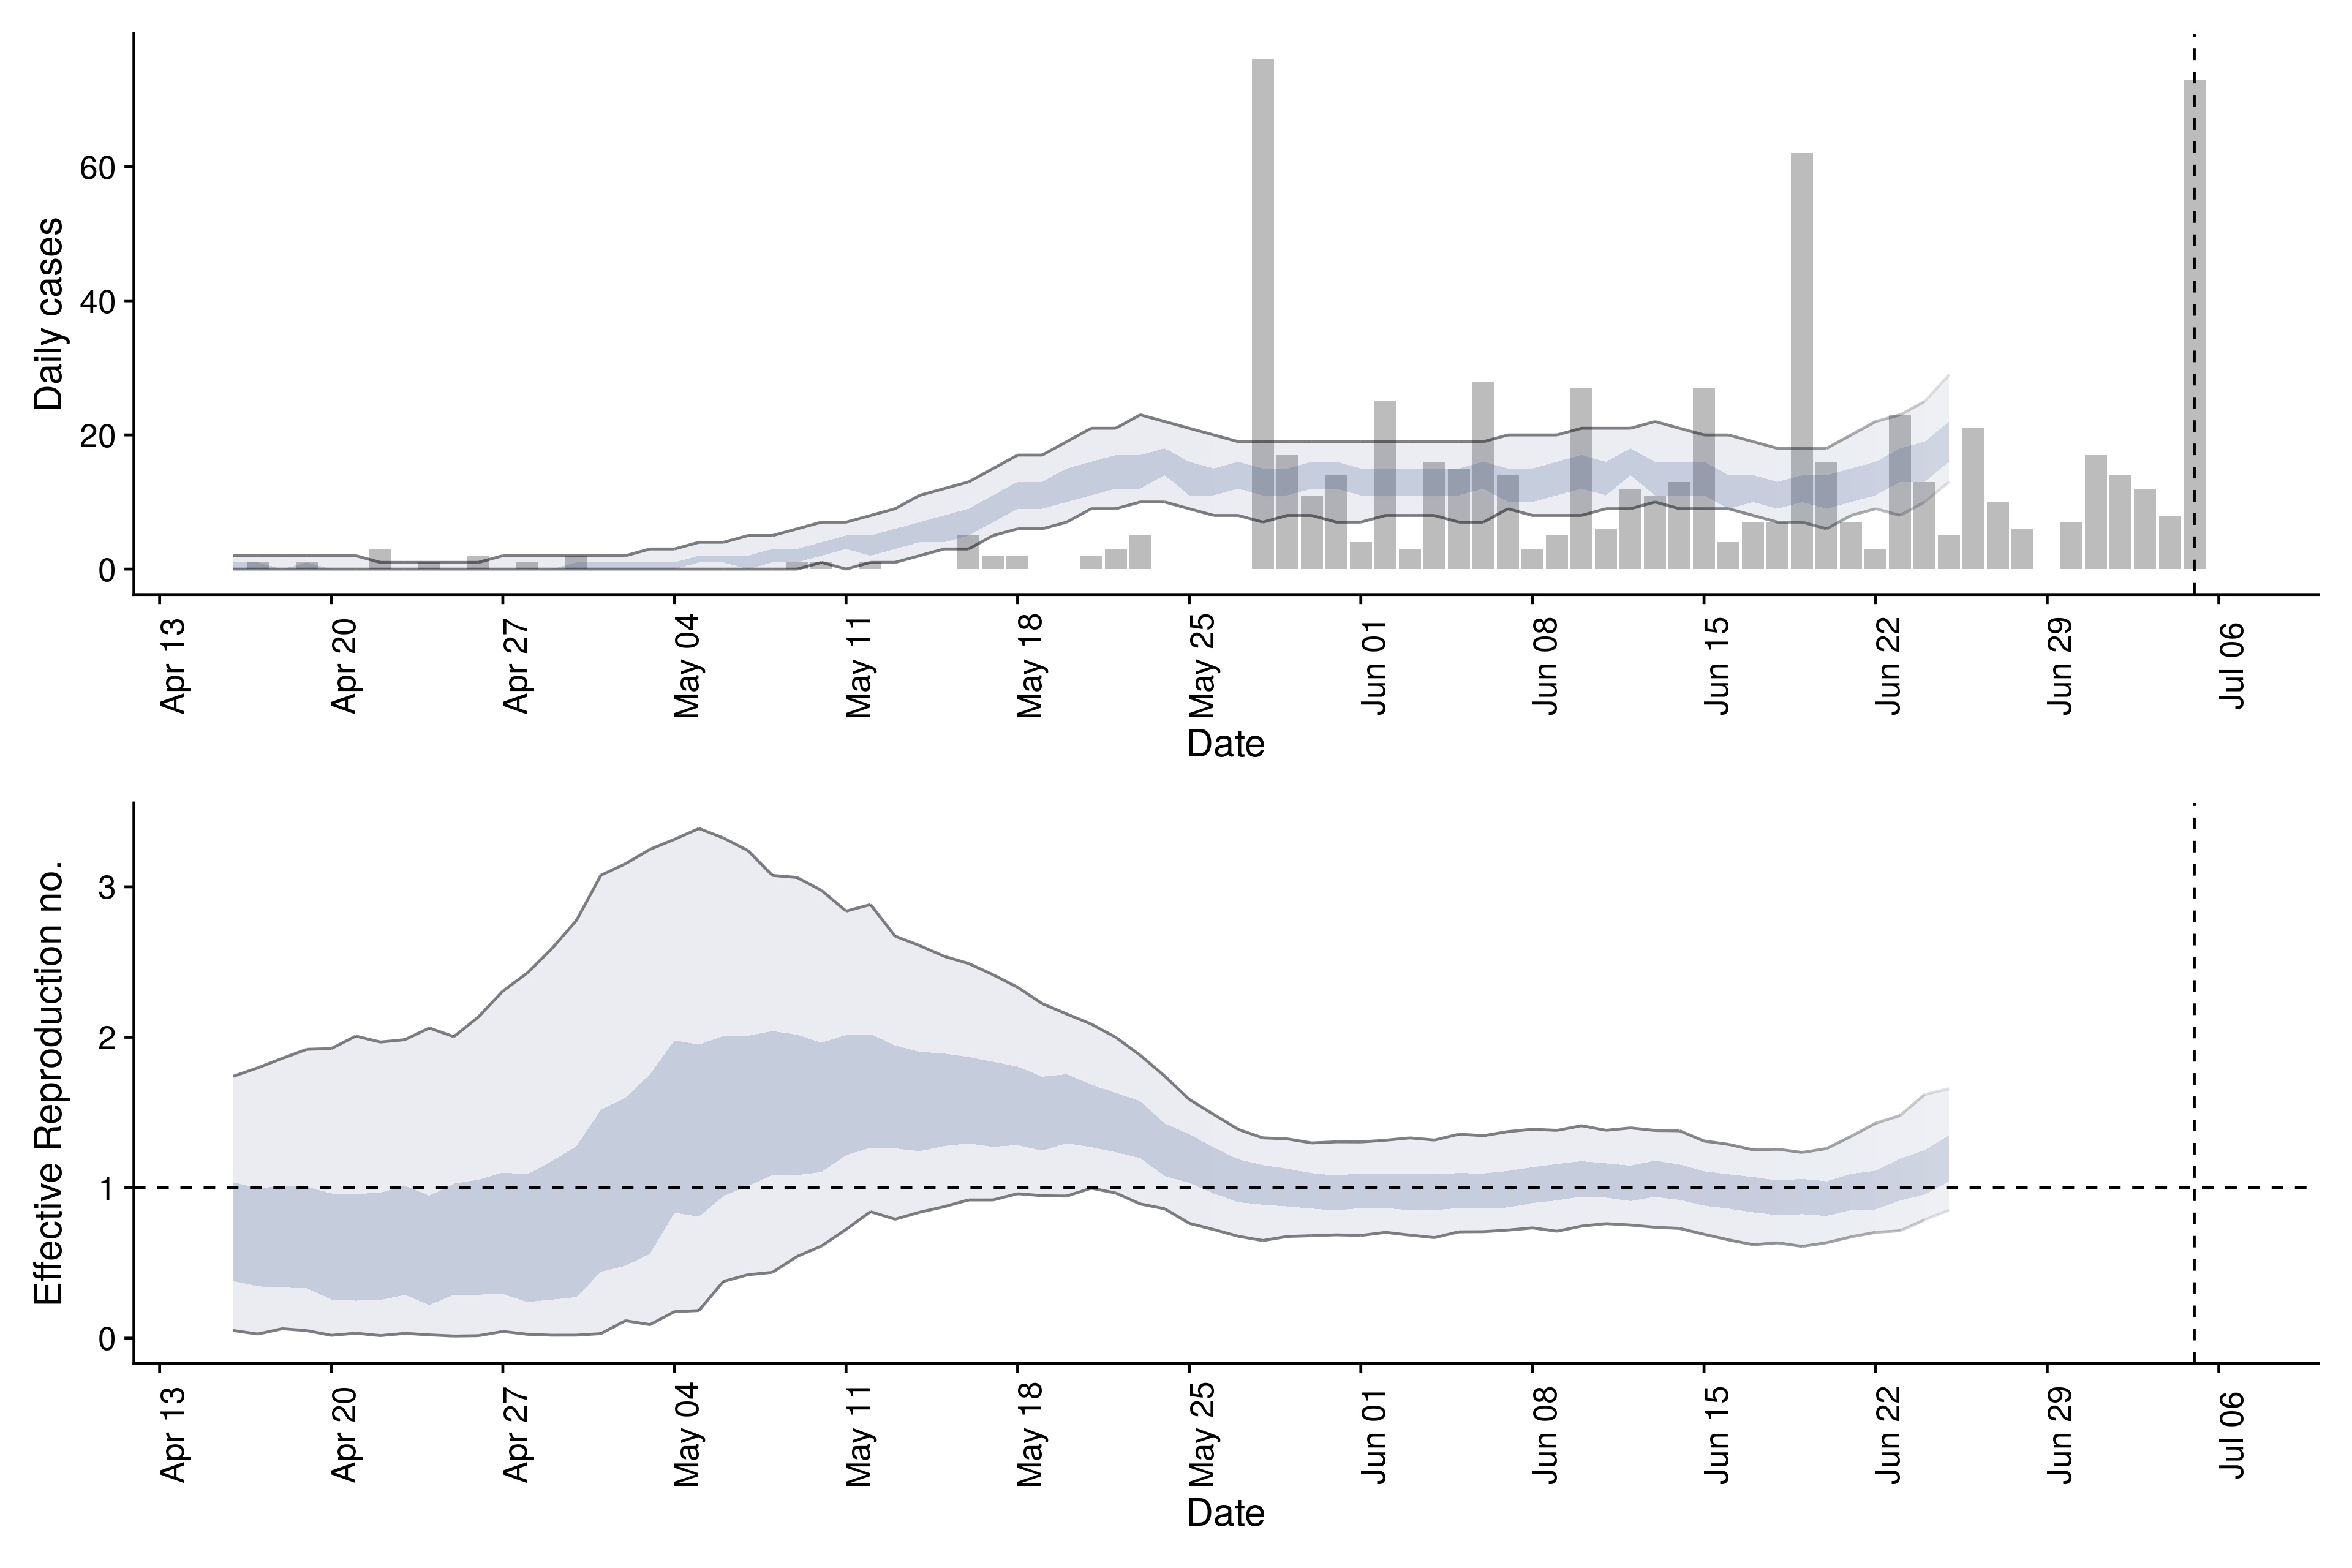 Daily cases
60
40
20
0
Apr 13
Apr 20
Apr 27
May 04
May 11
May 18
May 25
Jun 01
Jun 08
Jun 15
Jun 22
Jun 29
Jul 06
Date
Effective Reproduction no.
3
2
1
0
Apr 13
Apr 20
Apr 27
May 04
May 11
May 18
May 25
Jun 01
Jun 08
Jun 15
Jun 22
Jun 29
Jul 06
Date